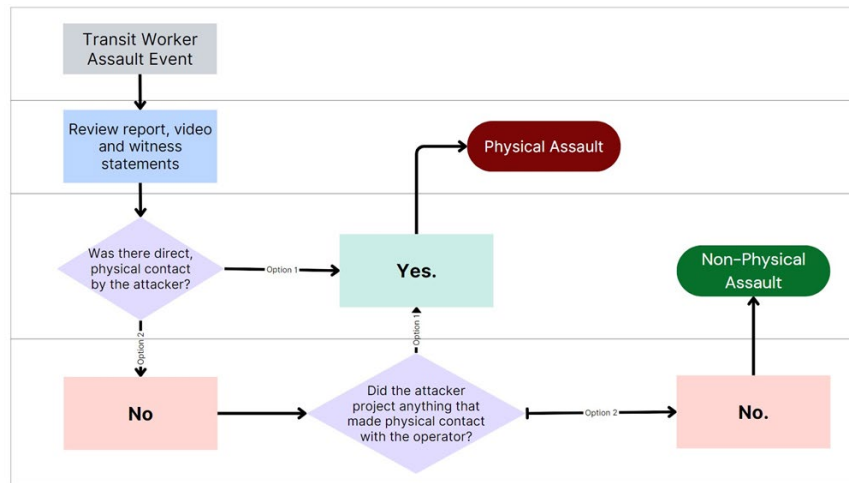 Transit Worker
Assault Event
Review report, video
and witness
statements
Physical Assault
Was there direct,
physical contact
by the attacker?
Option 1
Yes.
Non-Physical
Assault
Option 2
Option 1
No
Did the attacker
project anything that
made physical contact
with the operator?
Option 2
No.